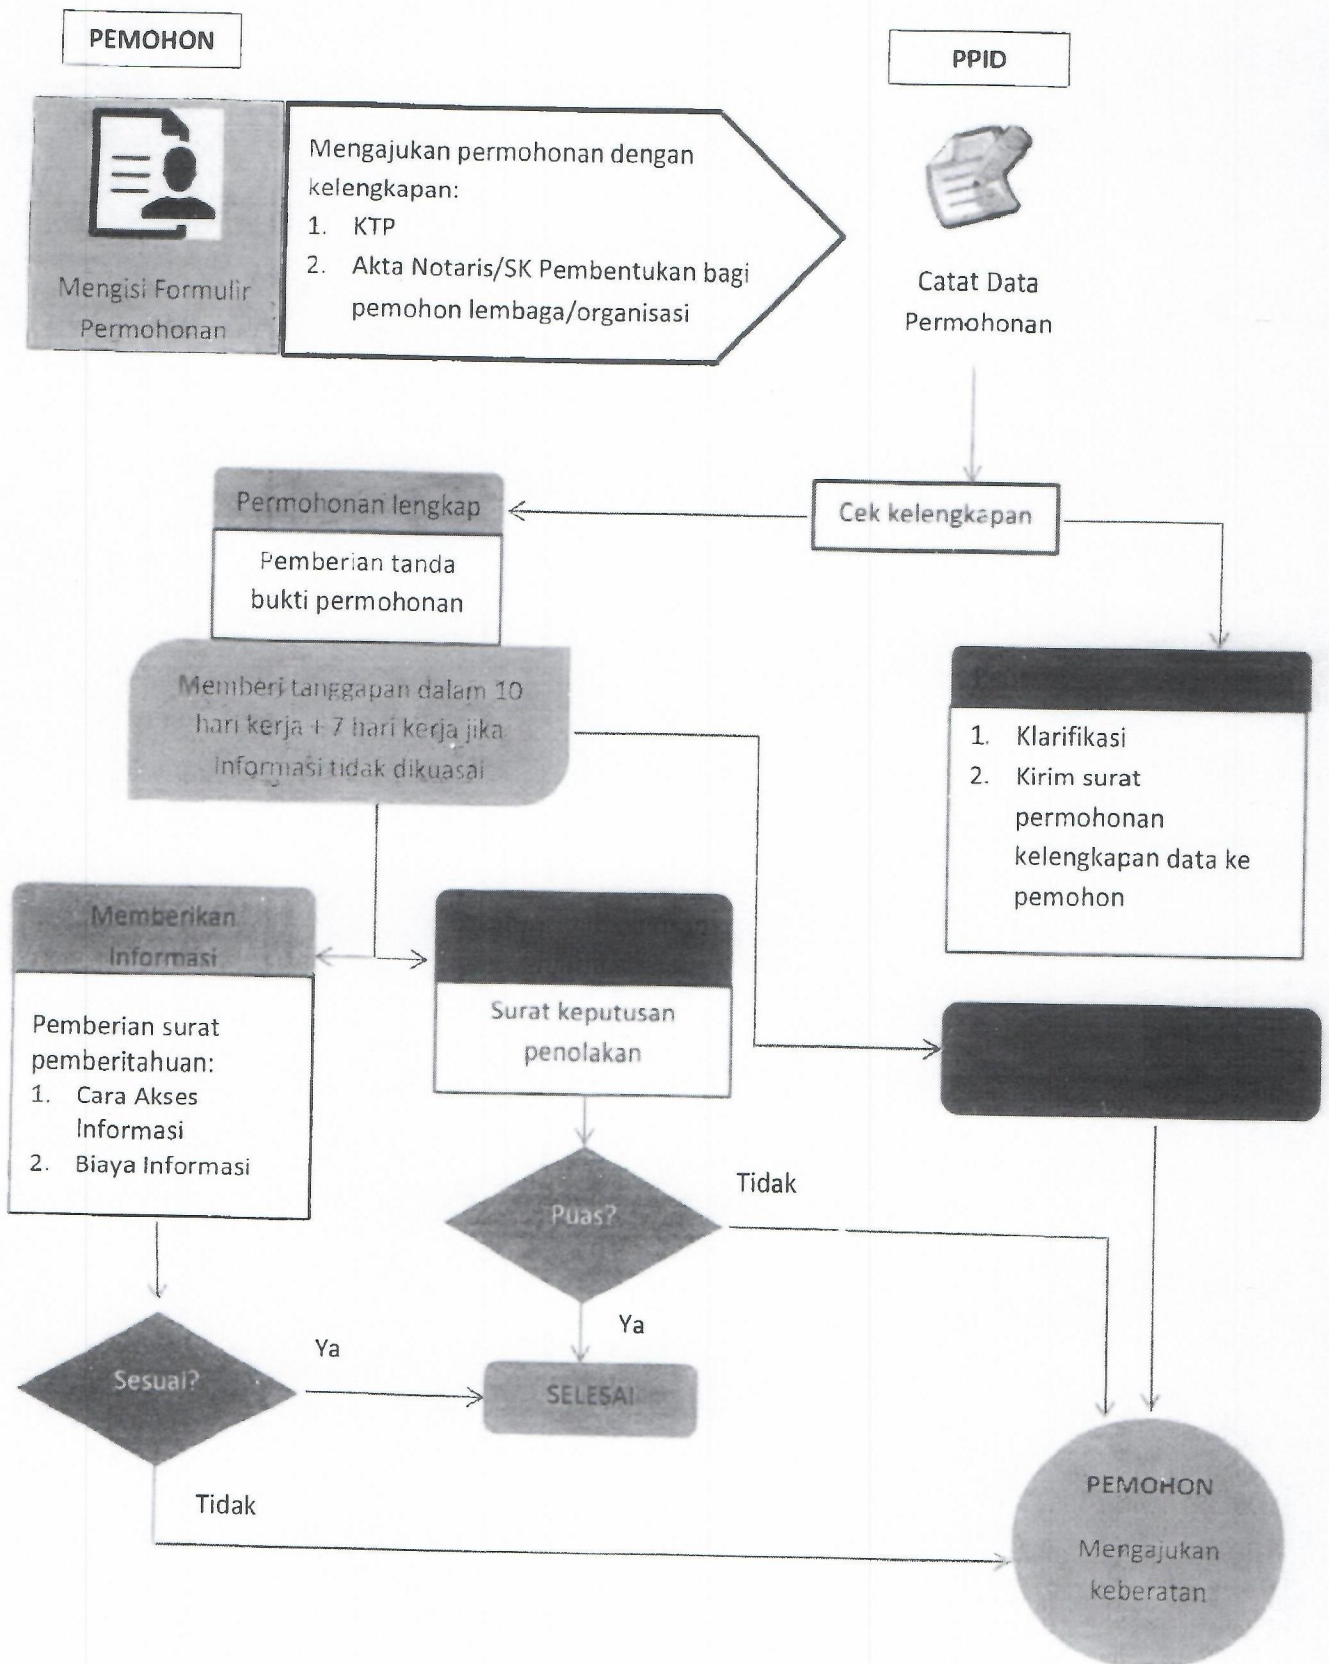 PEMOHON
PPID
Mengajukan permohonan dengan
kelengkapan:
1. KTP
2. Akta Notaris/SK Pembentukan bagi
pemohon lembaga/organisasi
Mengisi Formulir
Permohonan
Catat Data
Permohonan
Permohonan lengkap
Cek kelengkapan
Pemberian tanda
bukti permohonan
Memberi tanggapan dalam 10
hari kerja + 7 hari kerja jika
informasi tidak dikuasai
1. Klarifikasi
2. Kirim surat
permohonan
kelengkapan data ke
pemohon
Memberikan
Informasi
Pemberian surat
pemberitahuan:
1. Cara Akses
Informasi
2. Biaya Informasi
Surat keputusan
penolakan
Puas?
Tidak
Ya
Sesuai?
Ya
SELESAI
Tidak
PEMOHON
Mengajukan
keberatan